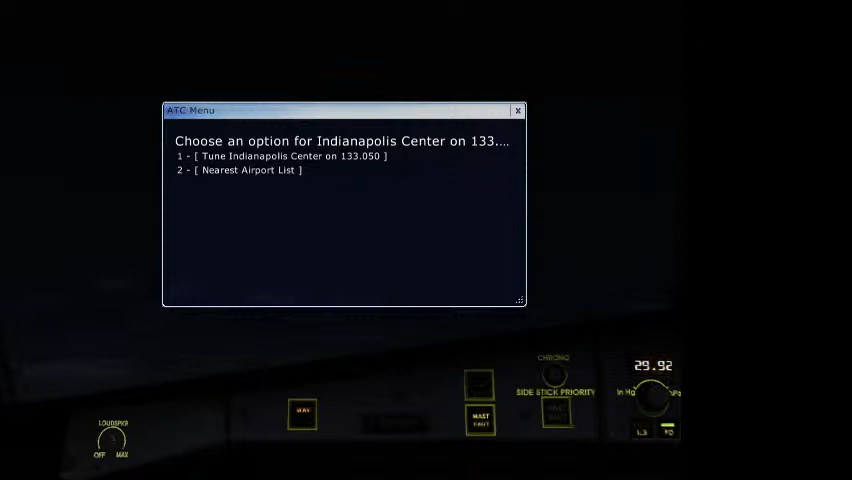 ATC Menu x
Choose an option for Indianapolis Center on 133....
1 - [ Tune Indianapolis Center on 133.050 ]
2 - [ Nearest Airport List ]
CHRONO
29.92
SIDE STICK PRIORITY
In Hg hPa
MAST
LS FD
LOUDSPKR
OFF MAX